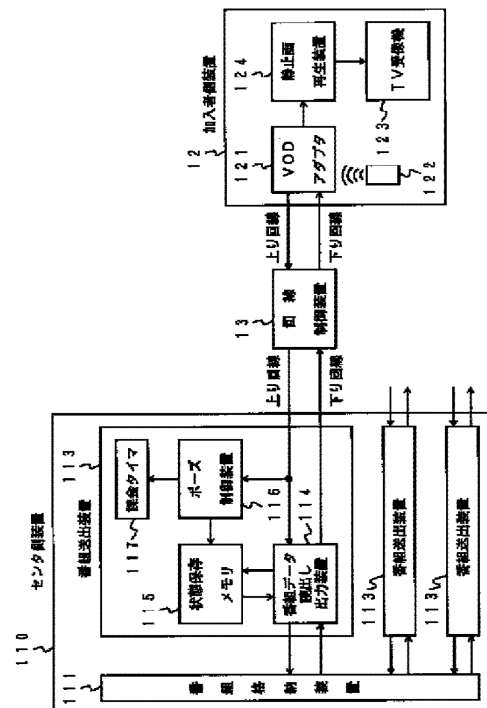 110
センタ側装置
111
番組格納装置
番組送出装置
113
117
課金タイマ
115
状態保存
メモリ
ポーズ
制御装置
116
114
番組データ
読出し
出力装置
113
番組送出装置
113
番組送出装置
上り回線
下り回線
13
回線
制御装置
上り回線
下り回線
12
加入者側装置
121
VOD
アダプタ
122
124
静止画
再生装置
123
TV受像機